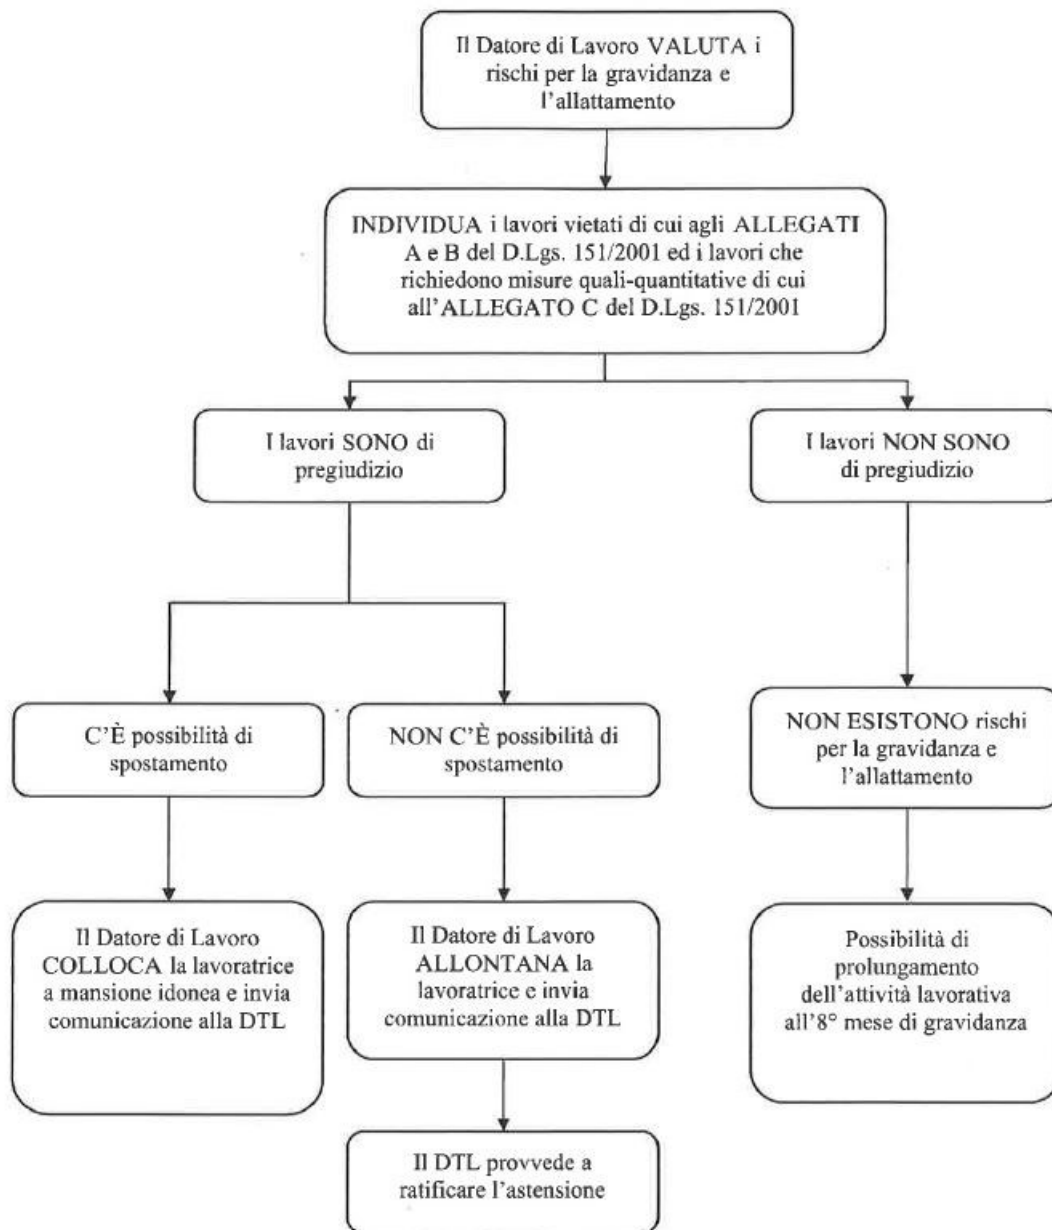 Il Datore di Lavoro VALUTA i
rischi per la gravidanza e
l'allattamento
INDIVIDUA i lavori vietati di cui agli ALLEGATI
A e B del D.Lgs. 151/2001 ed i lavori che
richiedono misure quali-quantitative di cui
all'ALLEGATO C del D.Lgs. 151/2001
I lavori SONO di
pregiudizio
I lavori NON SONO
di pregiudizio
C'È possibilità di
spostamento
NON C'È possibilità di
spostamento
NON ESISTONO rischi
per la gravidanza e
l'allattamento
Il Datore di Lavoro
COLLOCA la lavoratrice
a mansione idonea e invia
comunicazione alla DTL
Il Datore di Lavoro
ALLONTANA la
lavoratrice e invia
comunicazione alla DTL
Possibilità di
prolungamento
dell'attività lavorativa
all'8° mese di gravidanza
Il DTL provvede a
ratificare l'astensione